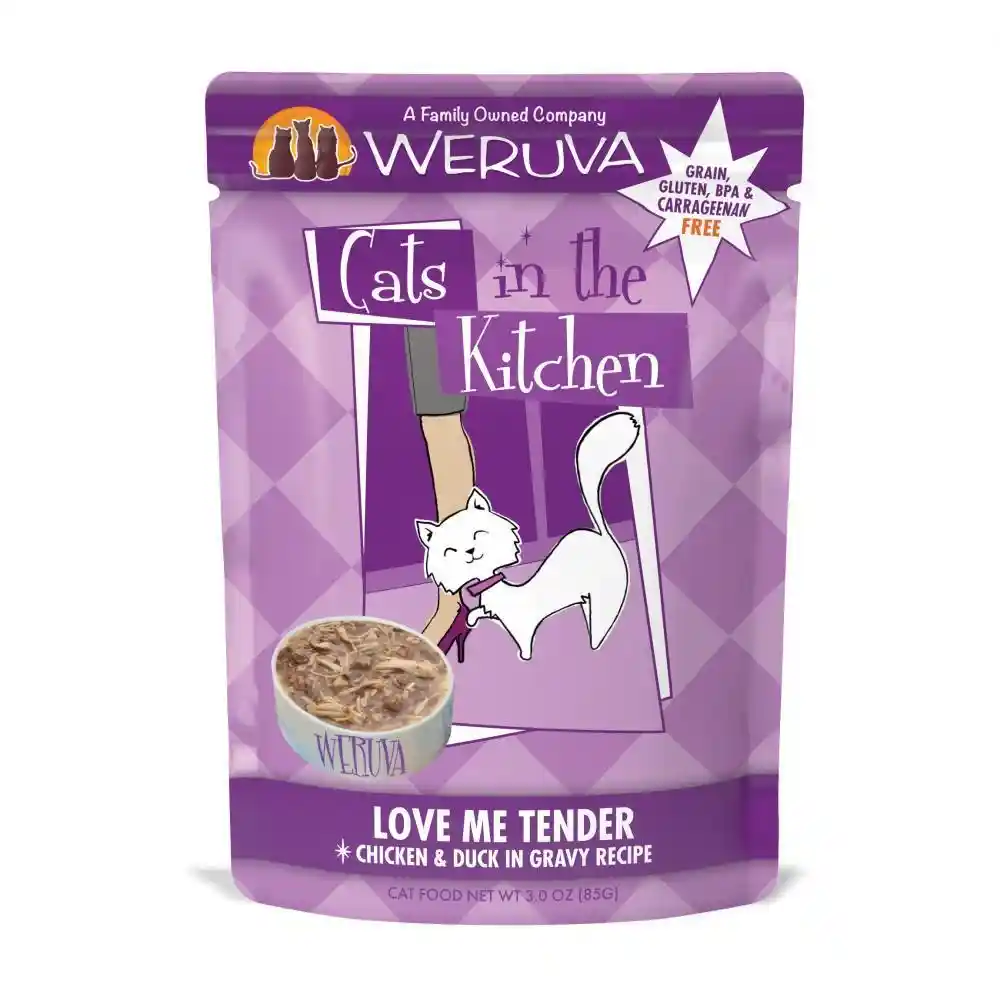 A Family Owned Company
WERUVA
GRAIN,
GLUTEN, BPA &
CARRAGEENAN
FREE
Cats in the
Kitchen
WERUVA
LOVE ME TENDER
* CHICKEN & DUCK IN GRAVY RECIPE
CAT FOOD NET WT 3.0 OZ (85G)